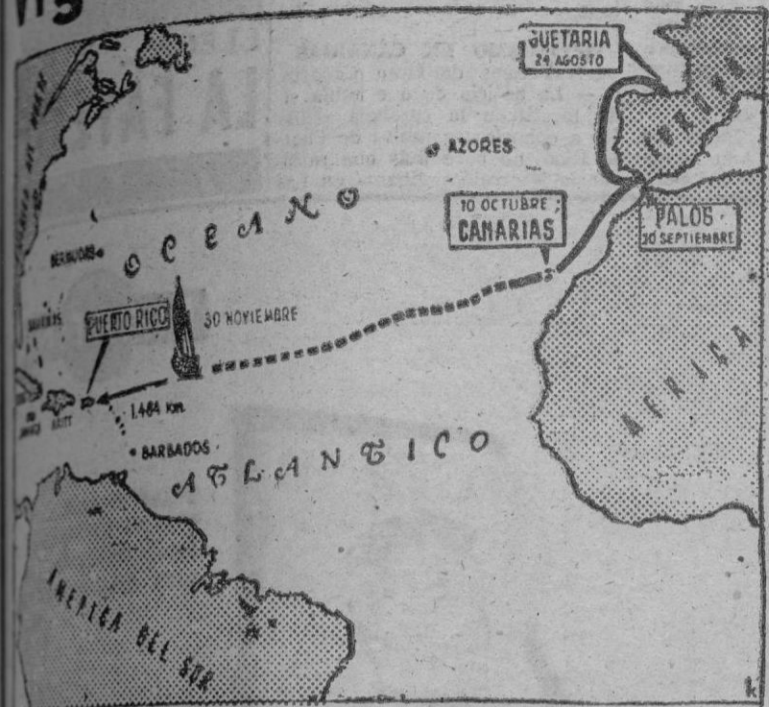 GUETARIA
24 AGOSTO
EUROPA
AZORES
OCEANO
10 OCTUBRE
CANARIAS
PALOS
30 SEPTIEMBRE
BERMUDAS
PUERTO RICO
30 NOVIEMBRE
AFRICA
HAITI
1.484 Km.
BARBADOS
ATLANTICO
AMERICA DEL SUR